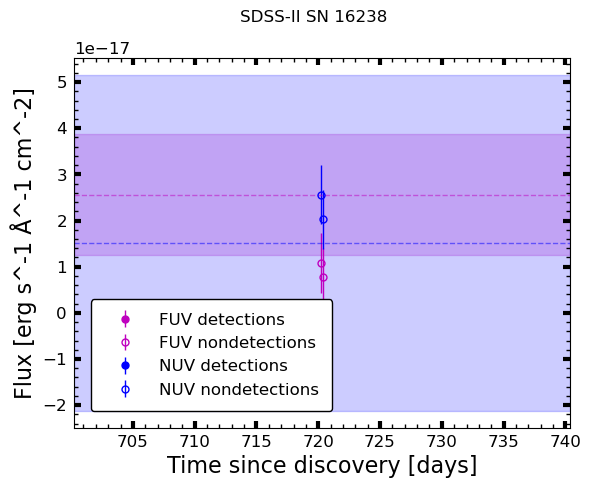 SDSS-II SN 16238
1e−17
Flux [erg s^-1 Å^-1 cm^-2]
5
4
3
2
1
0
−1
−2
FUV detections
FUV nondetections
NUV detections
NUV nondetections
705 710 715 720 725 730 735 740
Time since discovery [days]